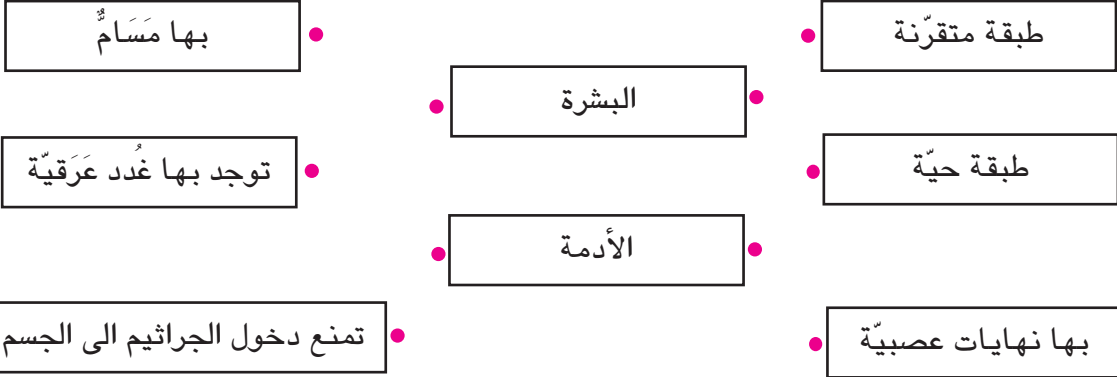 طبقة متقرّنة
بها مَسَامٌّ
البشرة
طبقة حيّة
توجد بها غُدد عَرَقيّة
الأدمة
بها نهايات عصبيّة
تمنع دخول الجراثيم الى الجسم